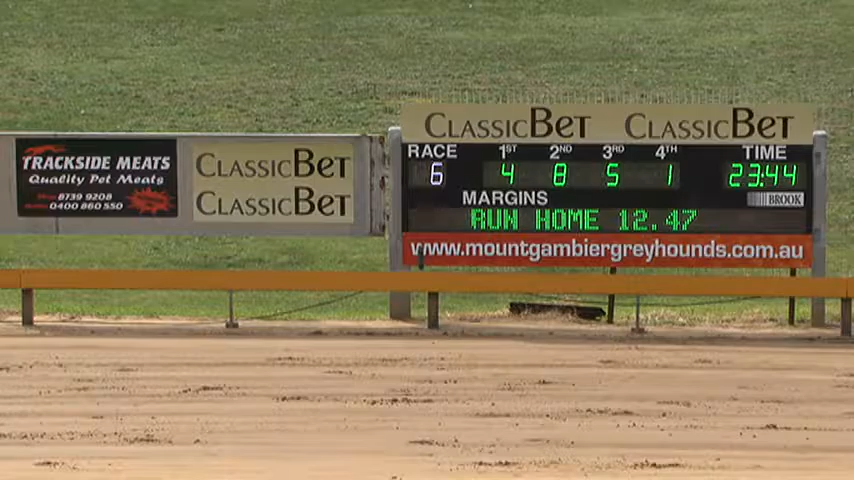 TRACKSIDE MEATS
Quality Pet Meats
8739 9208
0400 860 550
CLASSICBET
CLASSICBET
CLASSICBET CLASSICBET
RACE 1ST 2ND 3RD 4TH TIME
6 4 8 5 1 23.44
MARGINS BROOK
RUN HOME 12.47
www.mountgambiergreyhounds.com.au